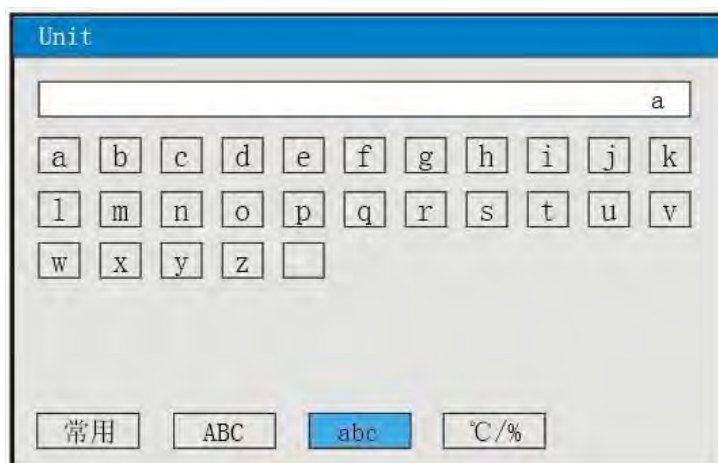 Unit
a
a b c d e f g h i j k
l m n o p q r s t u v
w x y z
常用 ABC abc ℃/%